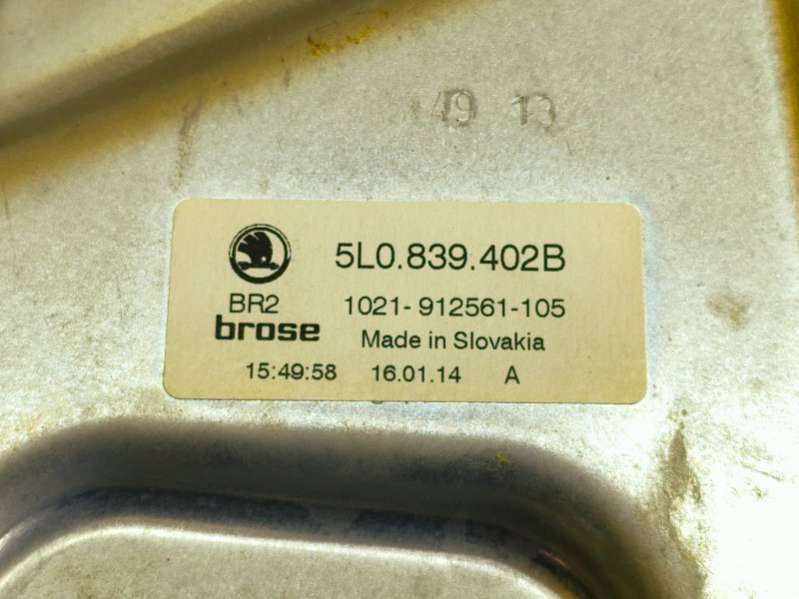 49 13
5L0.839.402B
BR2
1021-912561-105
brose
Made in Slovakia
15:49:58 16.01.14 A